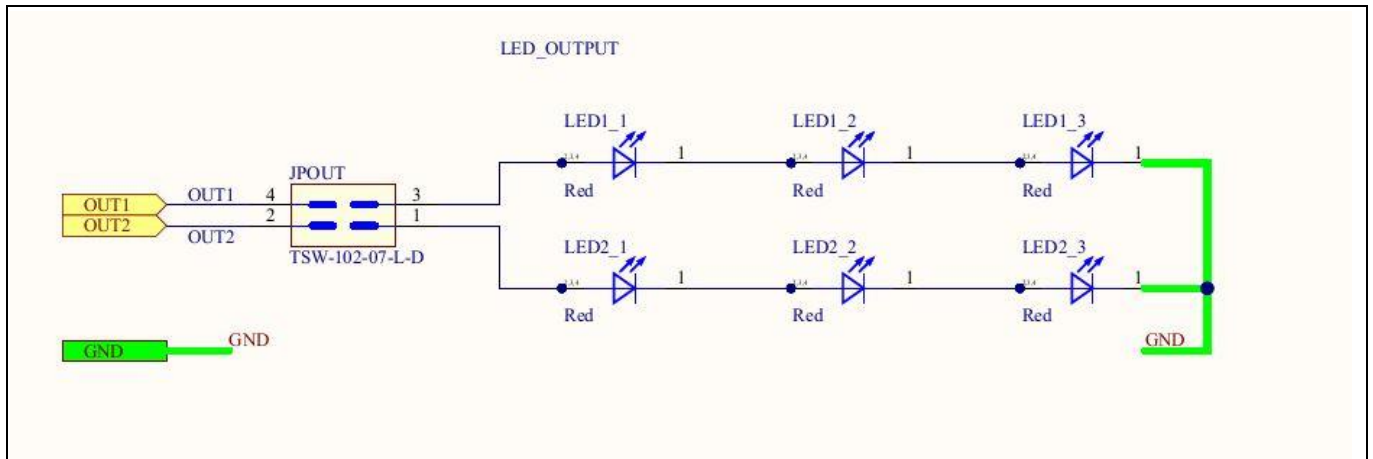 LED_OUTPUT
LED1_1 LED1_2 LED1_3
1 1 1
JPOUT
Red Red Red
OUT1 OUT1 4 3
OUT2 2 1
OUT2
TSW-102-07-L-D
LED2_1 LED2_2 LED2_3
1 1 1
Red Red Red
GND GND GND